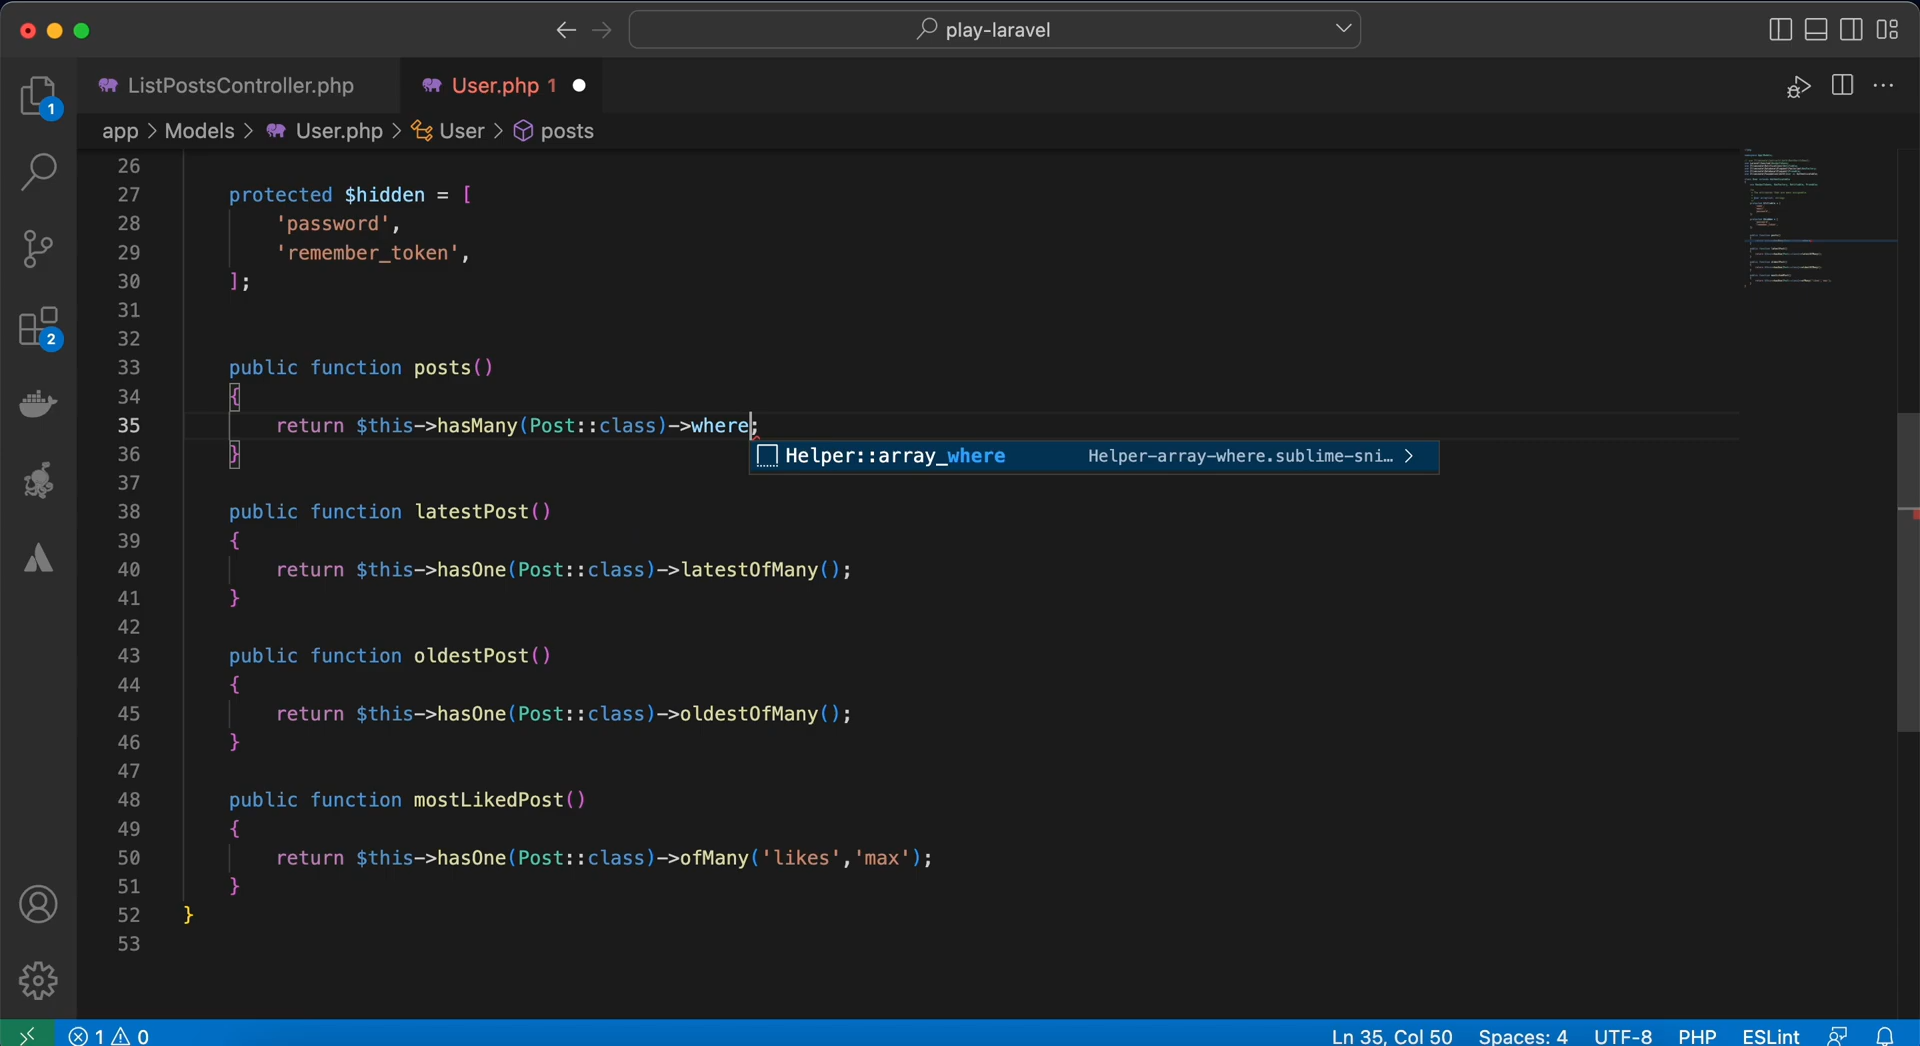 play-laravel
ListPostsController.php
User.php 1
app > Models > User.php > User > posts
1
2
26
27 protected $hidden = [
28 'password',
29 'remember_token',
30 ];
31
32
33 public function posts()
34 {
35 return $this->hasMany(Post::class)->where;
Helper::array_where Helper-array-where.sublime-sni… >
36 }
37
38 public function latestPost()
39 {
40 return $this->hasOne(Post::class)->latestOfMany();
41 }
42
43 public function oldestPost()
44 {
45 return $this->hasOne(Post::class)->oldestOfMany();
46 }
47
48 public function mostLikedPost()
49 {
50 return $this->hasOne(Post::class)->ofMany('likes','max');
51 }
52 }
53
1 0 Ln 35, Col 50 Spaces: 4 UTF-8 PHP ESLint